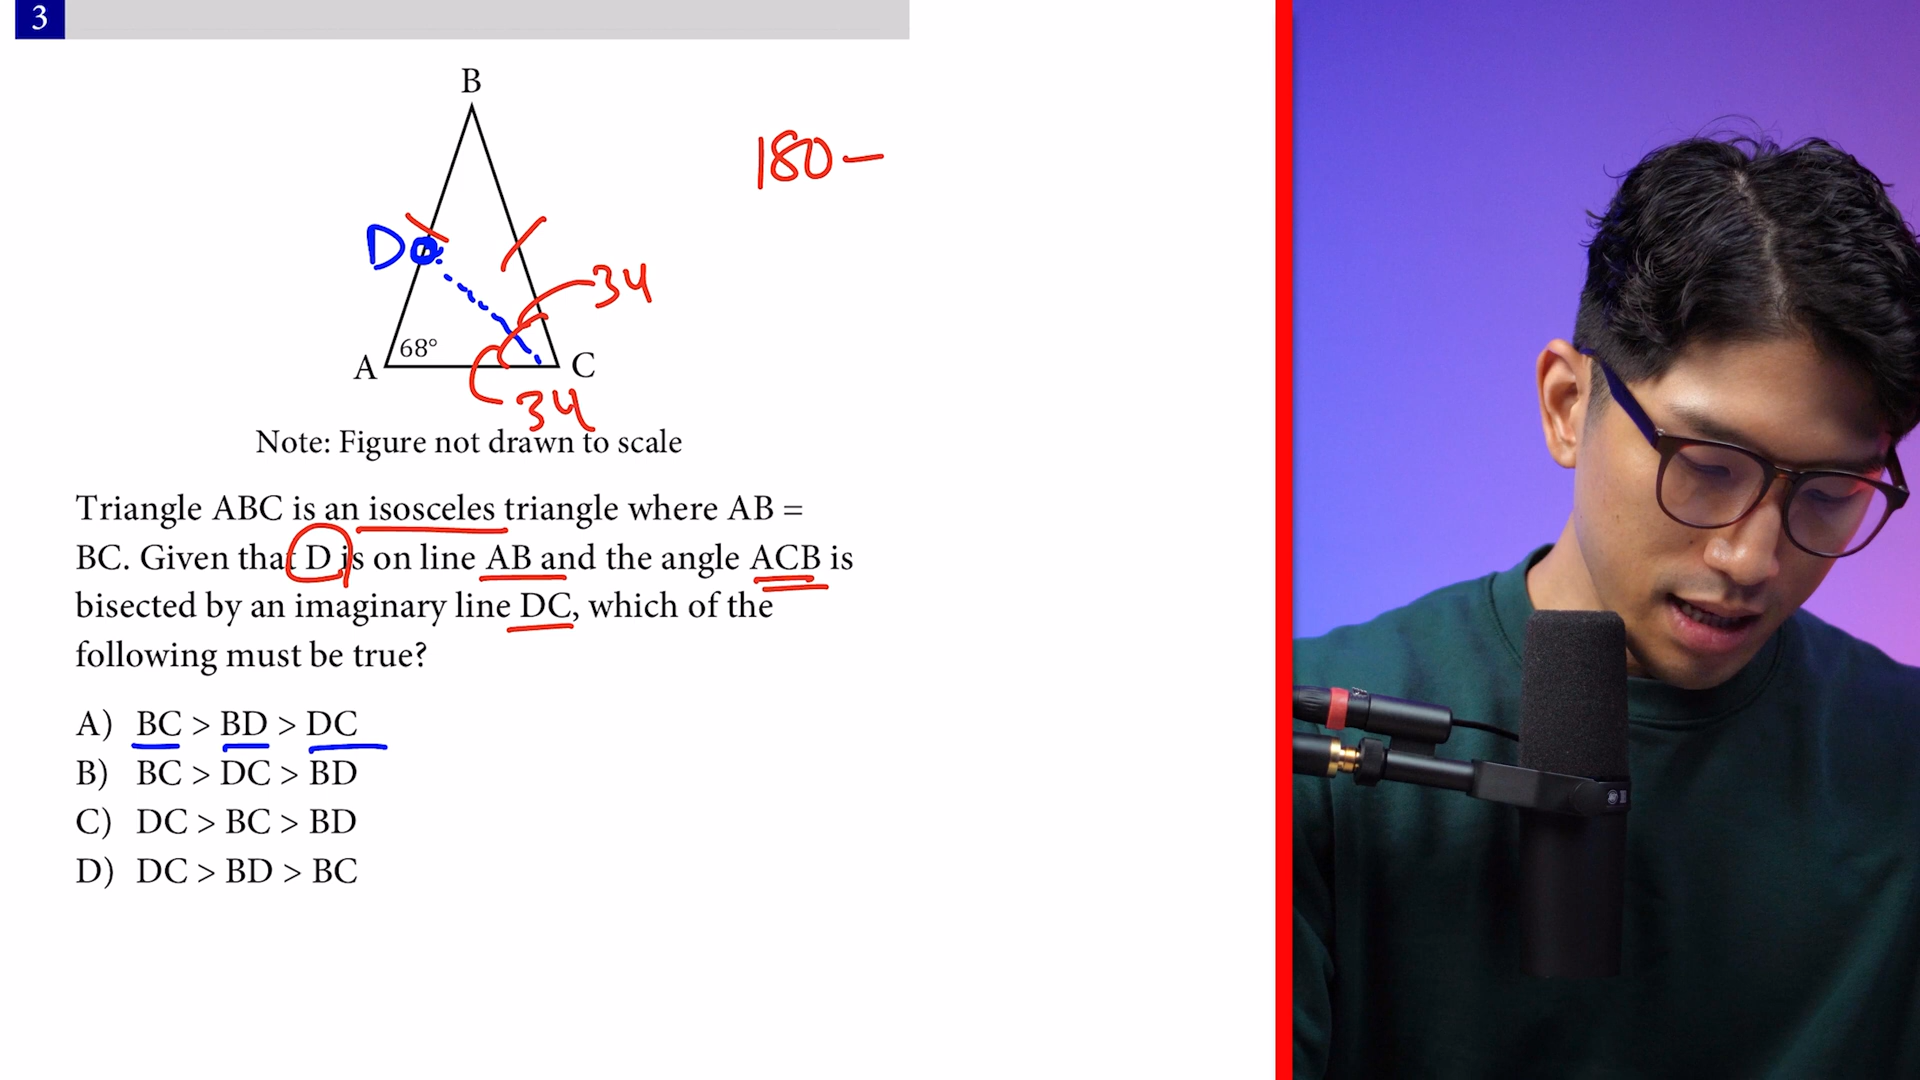 3
B
180 –
D
34
A
68°
C
34
Note: Figure not drawn to scale
Triangle ABC is an isosceles triangle where AB =
BC. Given that D is on line AB and the angle ACB is
bisected by an imaginary line DC, which of the
following must be true?
A) BC > BD > DC
B) BC > DC > BD
C) DC > BC > BD
D) DC > BD > BC